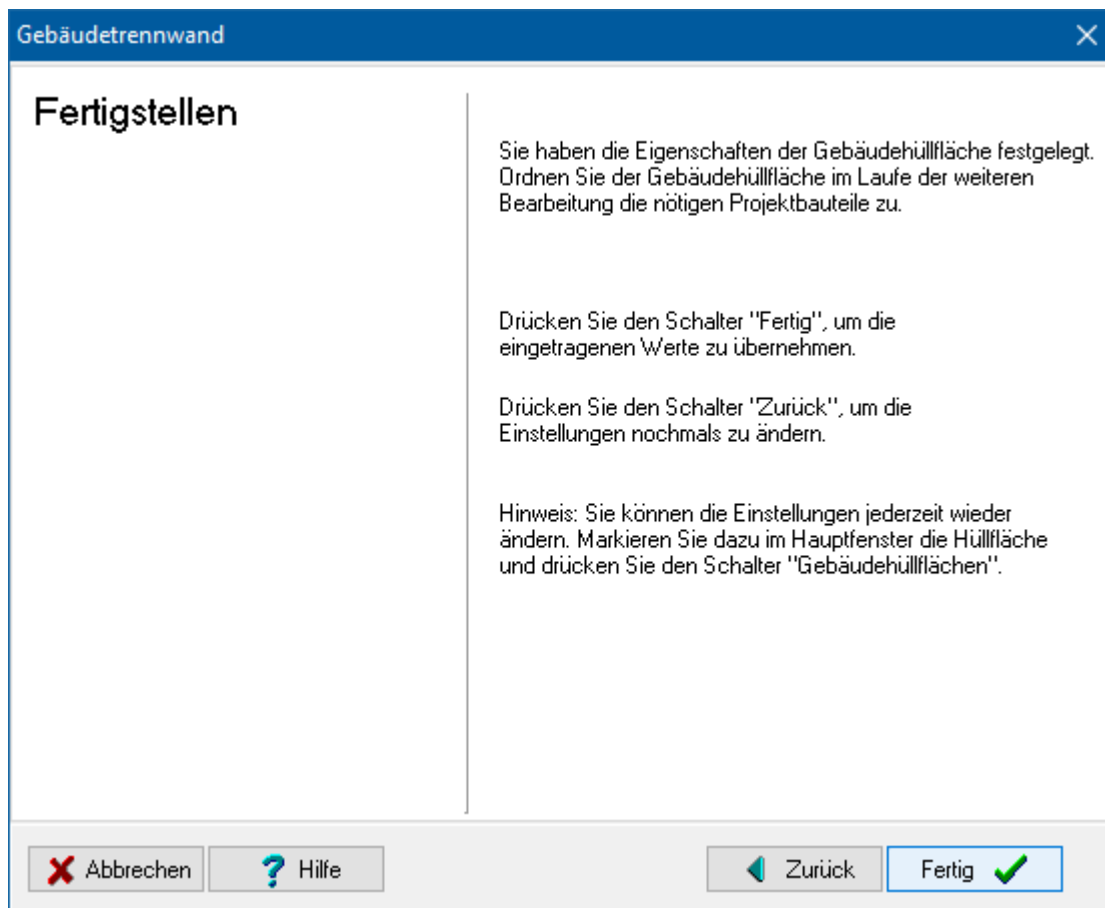 Gebäudetrennwand
Fertigstellen
Sie haben die Eigenschaften der Gebäudehüllfläche festgelegt.
Ordnen Sie der Gebäudehüllfläche im Laufe der weiteren
Bearbeitung die nötigen Projektbauteile zu.
Drücken Sie den Schalter "Fertig", um die
eingetragenen Werte zu übernehmen.
Drücken Sie den Schalter "Zurück", um die
Einstellungen nochmals zu ändern.
Hinweis: Sie können die Einstellungen jederzeit wieder
ändern. Markieren Sie dazu im Hauptfenster die Hüllfläche
und drücken Sie den Schalter "Gebäudehüllflächen".
Abbrechen
Hilfe
Zurück
Fertig